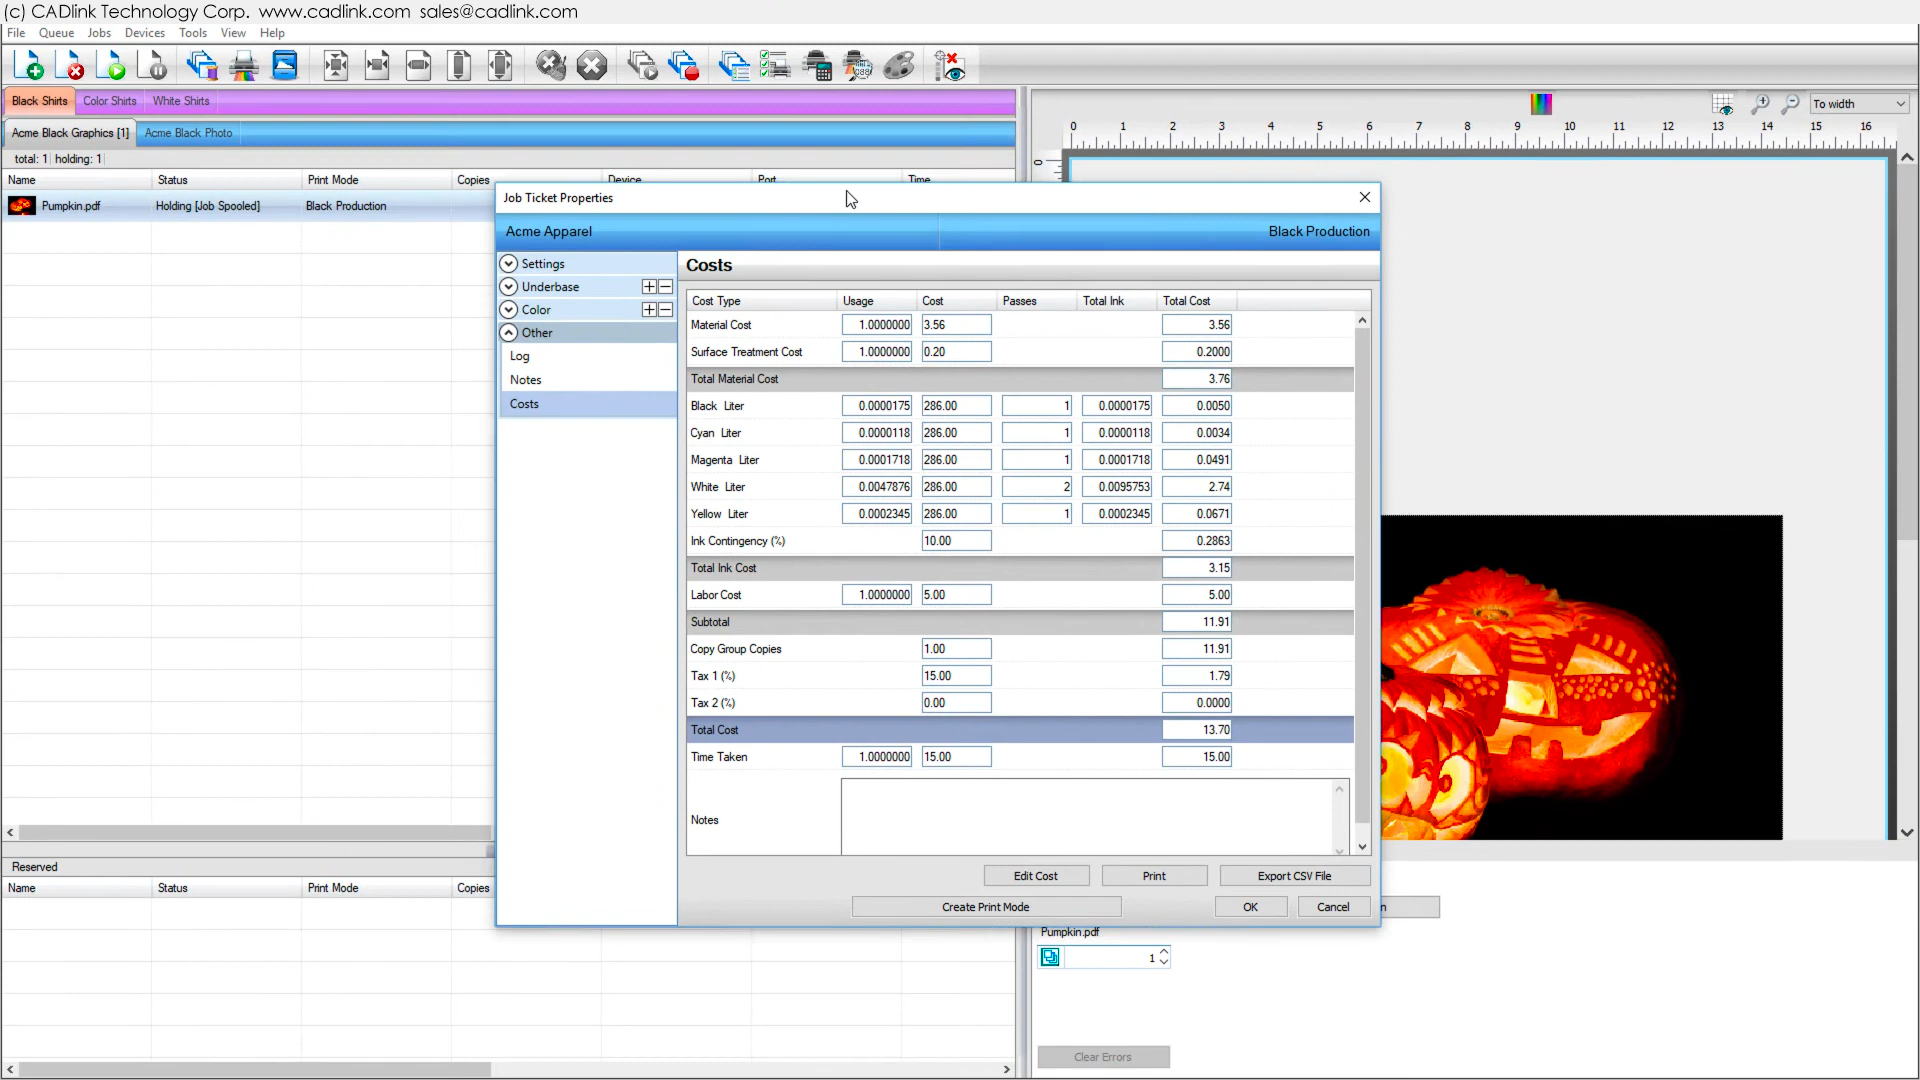 (c) CADlink Technology Corp. www.cadlink.com sales@cadlink.com
File Queue Jobs Devices Tools View Help
Black Shirts Color Shirts White Shirts
To width
Acme Black Graphics [1] Acme Black Photo
0 1 2 3 4 5 6 7 8 9 10 11 12 13 14 15 16
total: 1 holding: 1
0
Name Status Print Mode Copies Device Port Time
Pumpkin.pdf Holding [Job Spooled] Black Production
Job Ticket Properties
Acme Apparel Black Production
Settings
Underbase
Color
Other
Log
Notes
Costs
Costs
Cost Type Usage Cost Passes Total Ink Total Cost
Material Cost 1.0000000 3.56 3.56
Surface Treatment Cost 1.0000000 0.20 0.2000
Total Material Cost 3.76
Black Liter 0.0000175 286.00 1 0.0000175 0.0050
Cyan Liter 0.0000118 286.00 1 0.0000118 0.0034
Magenta Liter 0.0001718 286.00 1 0.0001718 0.0491
White Liter 0.0047876 286.00 2 0.0095753 2.74
Yellow Liter 0.0002345 286.00 1 0.0002345 0.0671
Ink Contingency (%) 10.00 0.2863
Total Ink Cost 3.15
Labor Cost 1.0000000 5.00 5.00
Subtotal 11.91
Copy Group Copies 1.00 11.91
Tax 1 (%) 15.00 1.79
Tax 2 (%) 0.00 0.0000
Total Cost 13.70
Time Taken 1.0000000 15.00 15.00
Notes
Edit Cost Print Export CSV File
Create Print Mode OK Cancel
Reserved
Name Status Print Mode Copies
n
Pumpkin.pdf
1
Clear Errors